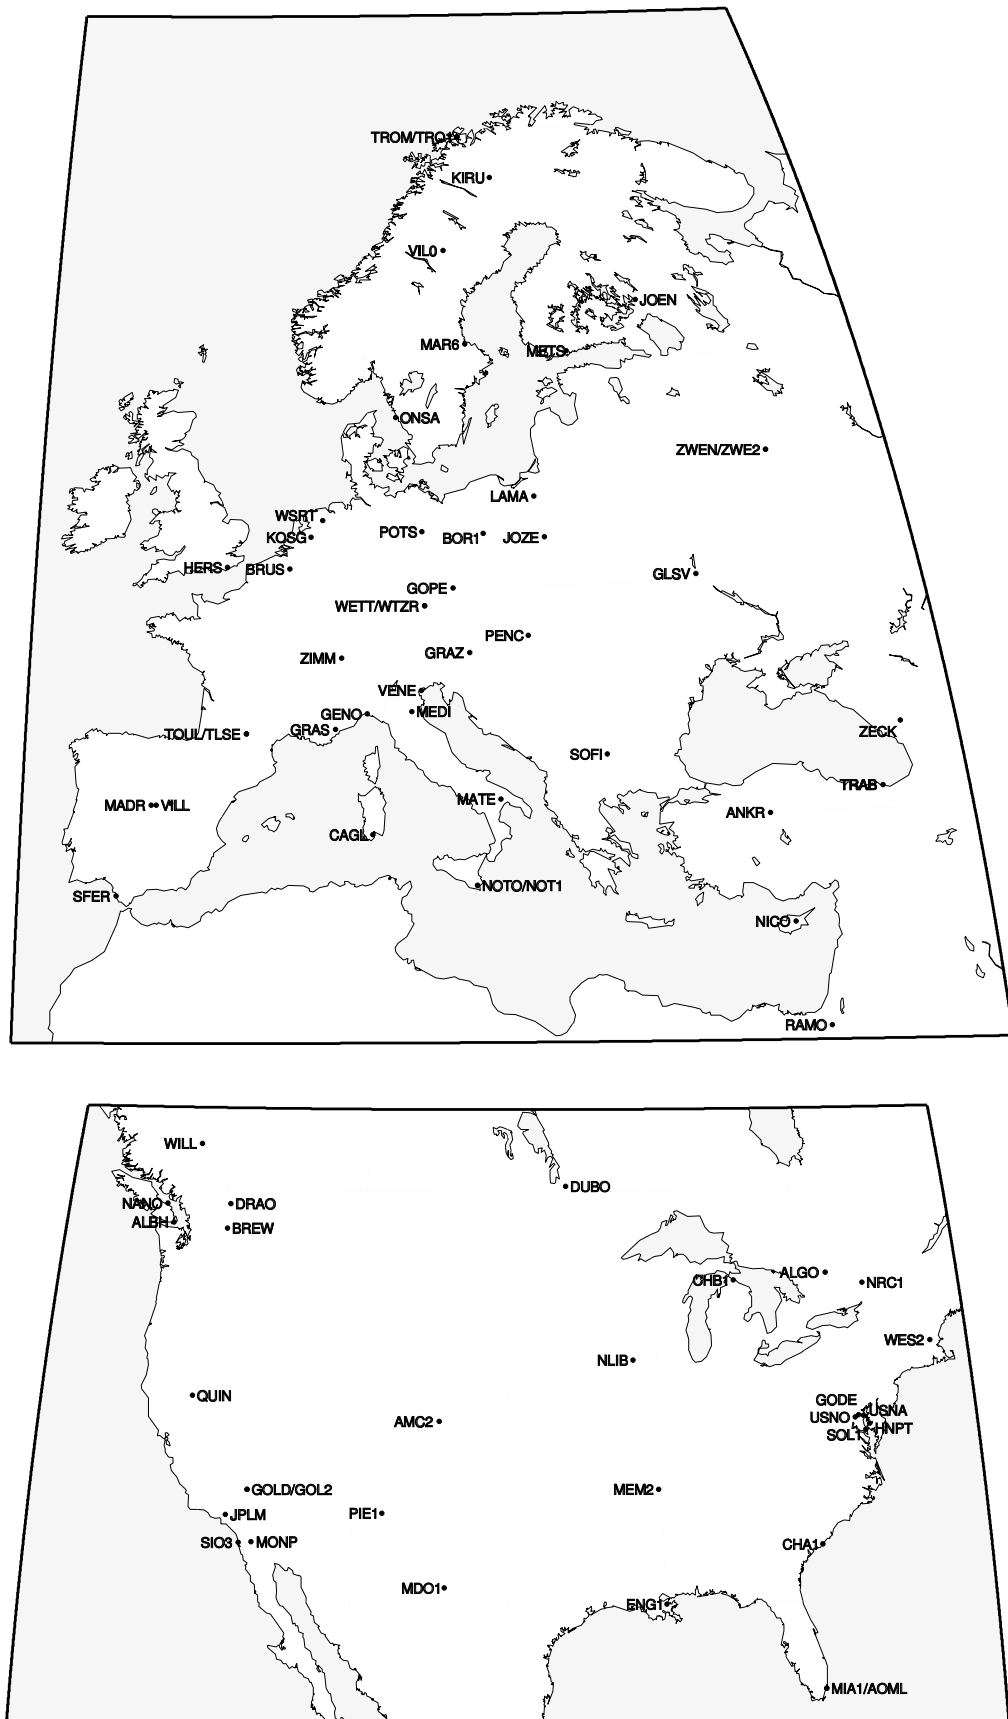 TROM/TRO1
KIRU
VIL0
JOEN
MAR6
METS
ONSA
ZWEN/ZWE2
LAMA
WSRT
POTS
BOR1
JOZE
KOSG
HERS
BRUS
GLSV
GOPE
WETT/WTZR
PENC
GRAZ
ZIMM
VENE
MEDI
GENO
GRAS
TOUL/TLSE
ZECK
SOFI
TRAB
MADR
VILL
MATE
ANKR
CAGL
NOTO/NOT1
SFER
NICO
RAMO
WILL
DUBO
NANO
DRAO
ALBH
BREW
ALGO
CHB1
NRC1
WES2
NLIB
QUIN
GODE
USNA
AMC2
USNO
HNPT
SOL1
GOLD/GOL2
MEM2
JPLM
PIE1
SIO3
MONP
CHA1
MDO1
ENG1
MIA1/AOML